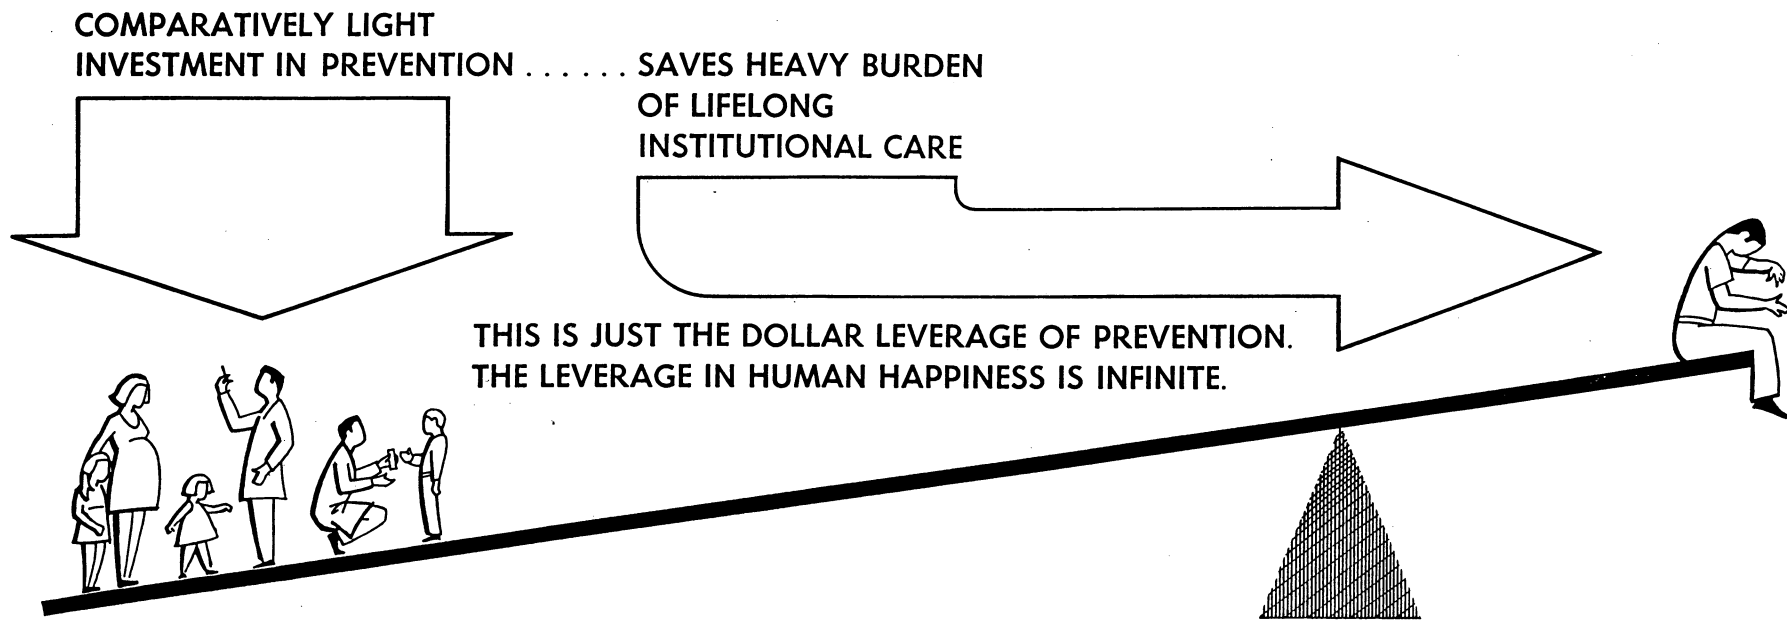 COMPARATIVELY LIGHT
INVESTMENT IN PREVENTION . . . . . . SAVES HEAVY BURDEN
OF LIFELONG
INSTITUTIONAL CARE
THIS IS JUST THE DOLLAR LEVERAGE OF PREVENTION.
THE LEVERAGE IN HUMAN HAPPINESS IS INFINITE.